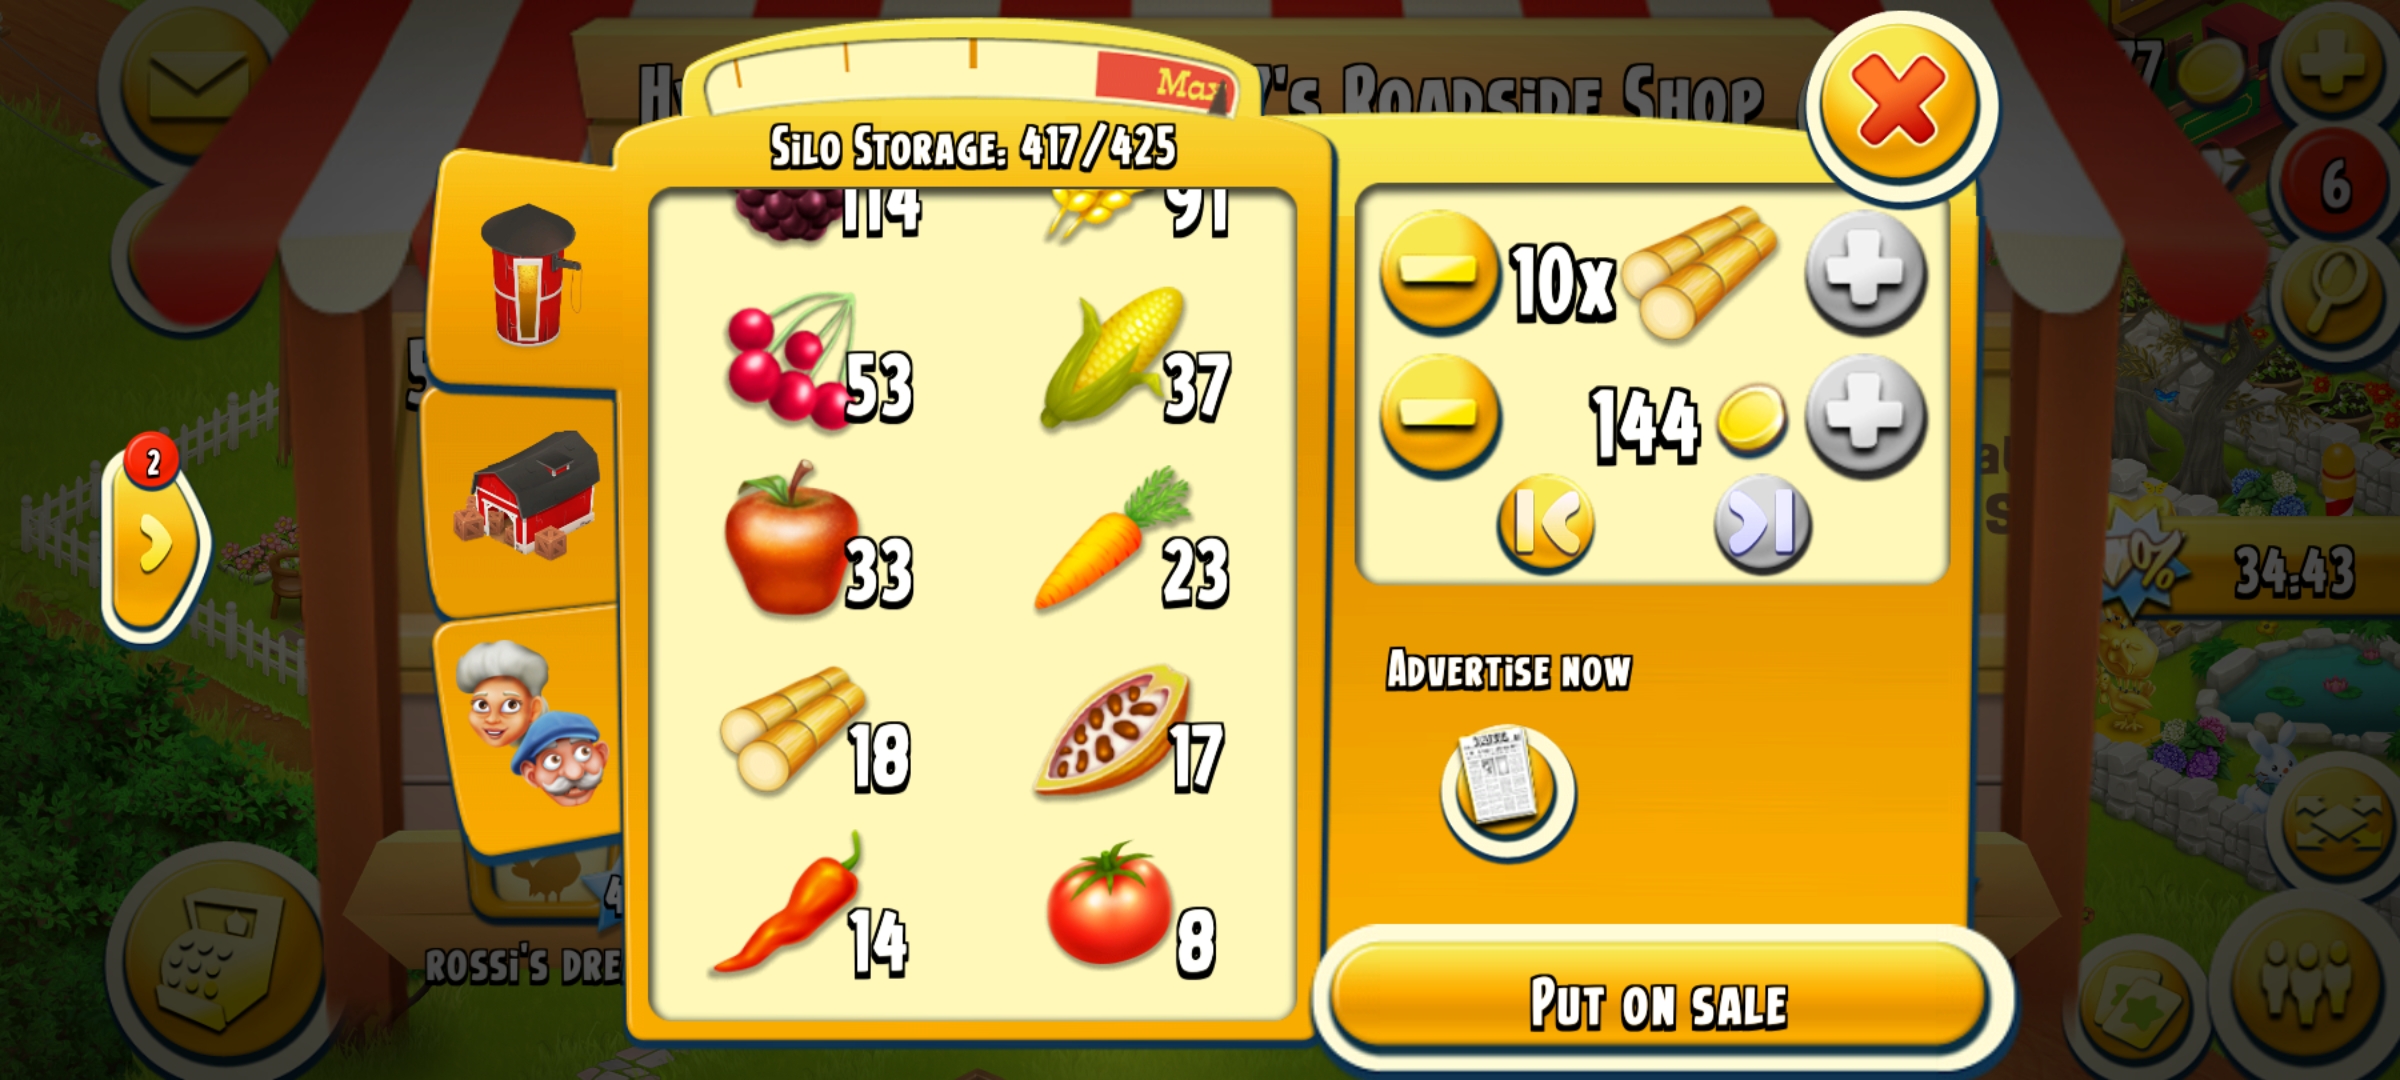 'S ROADSIDE SHOP
Max
SILO STORAGE: 417/425
114
91
53
37
33
23
18
17
14
8
10x
144
ADVERTISE NOW
PUT ON SALE
2
6
34:43
ROSSI'S DRE